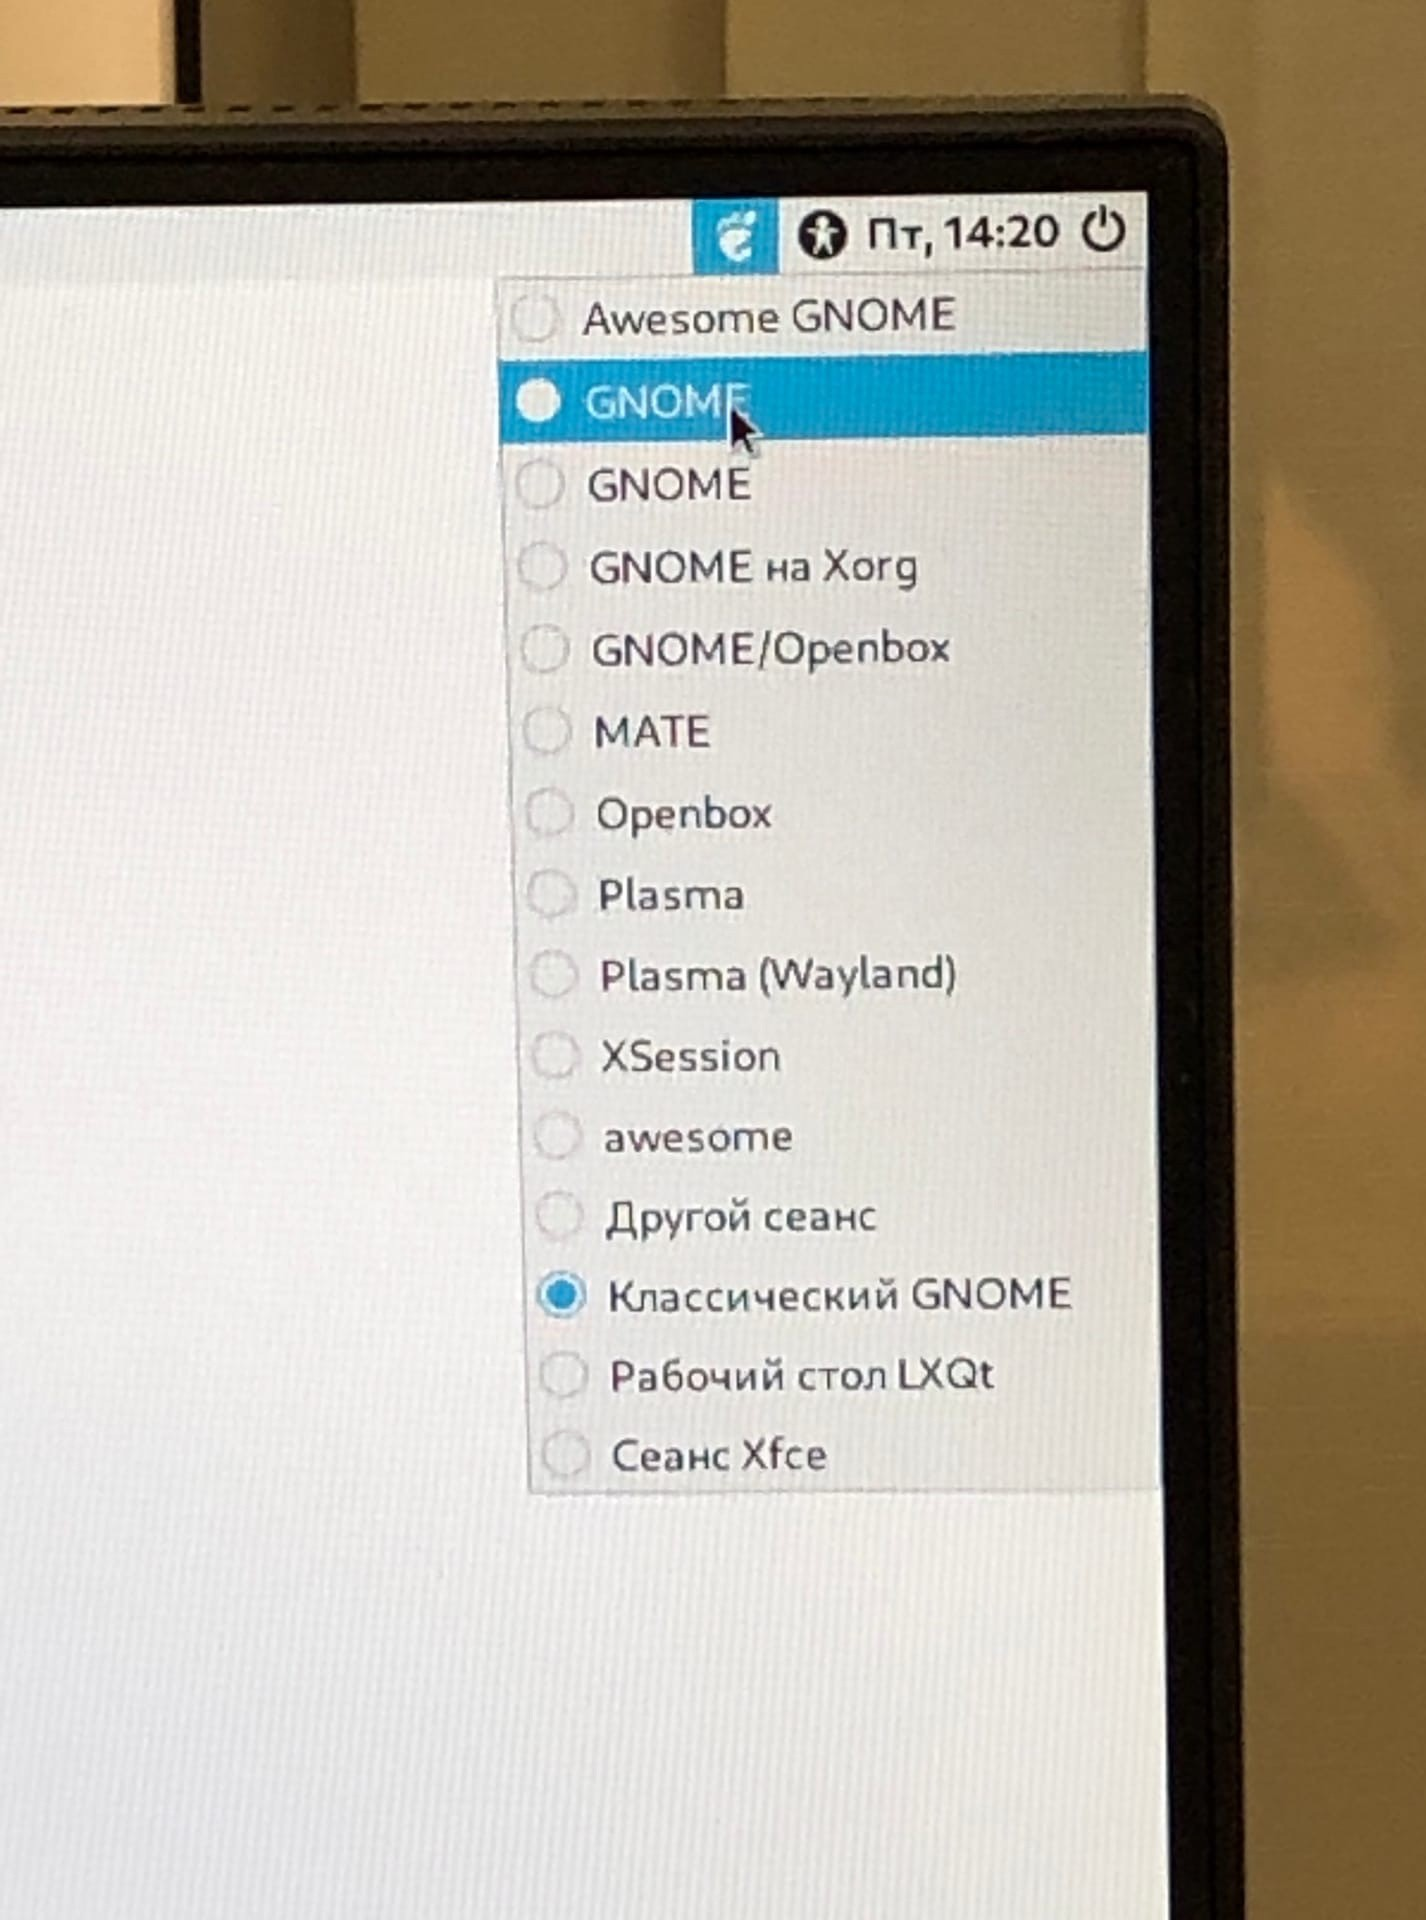 Пт, 14:20
Awesome GNOME
GNOME
GNOME
GNOME на Xorg
GNOME/Openbox
MATE
Openbox
Plasma
Plasma (Wayland)
XSession
awesome
Другой сеанс
Классический GNOME
Рабочий стол LXQt
Сеанс Xfce